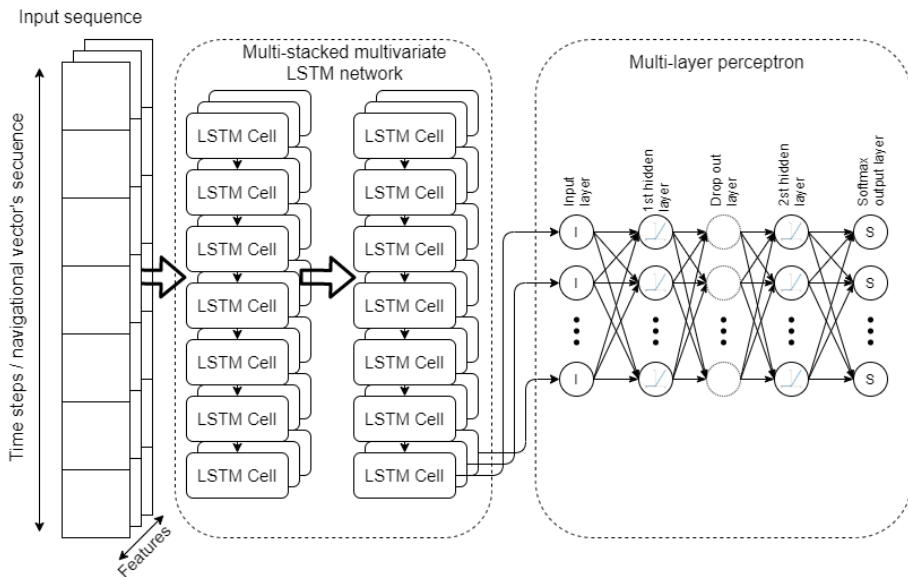 Input sequence
Time steps / navigational vector's secuence
Features
Multi-stacked multivariate
LSTM network
LSTM Cell
LSTM Cell
LSTM Cell
LSTM Cell
LSTM Cell
LSTM Cell
LSTM Cell
LSTM Cell
LSTM Cell
LSTM Cell
LSTM Cell
LSTM Cell
LSTM Cell
LSTM Cell
Multi-layer perceptron
Input
layer
1st hidden
layer
Drop out
layer
2st hidden
layer
Softmax
output layer
I
S
I
S
I
S